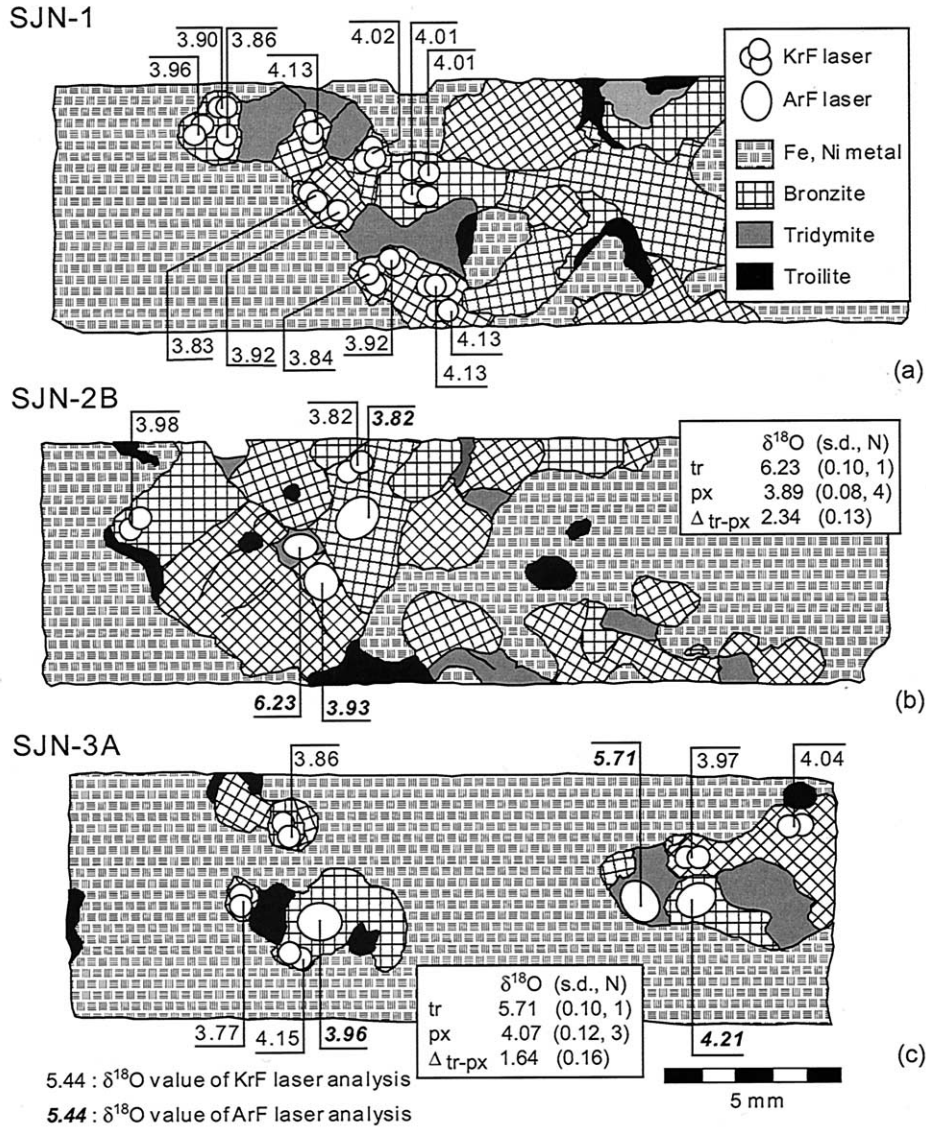 SJN-1
3.90 3.86
3.96 4.13
4.02 4.01
4.01
KrF laser
ArF laser
Fe, Ni metal
Bronzite
Tridymite
Troilite
3.83
3.92
3.84
3.92
4.13
4.13
(a)
SJN-2B
3.98
3.82
3.82
δ18O (s.d., N)
tr 6.23 (0.10, 1)
px 3.89 (0.08, 4)
Δ tr-px 2.34 (0.13)
6.23
3.93
(b)
SJN-3A
3.86
5.71
3.97
4.04
3.77
4.15
3.96
δ18O (s.d., N)
tr 5.71 (0.10, 1)
px 4.07 (0.12, 3)
Δ tr-px 1.64 (0.16)
4.21
(c)
5.44 : δ18O value of KrF laser analysis
5.44 : δ18O value of ArF laser analysis
5 mm